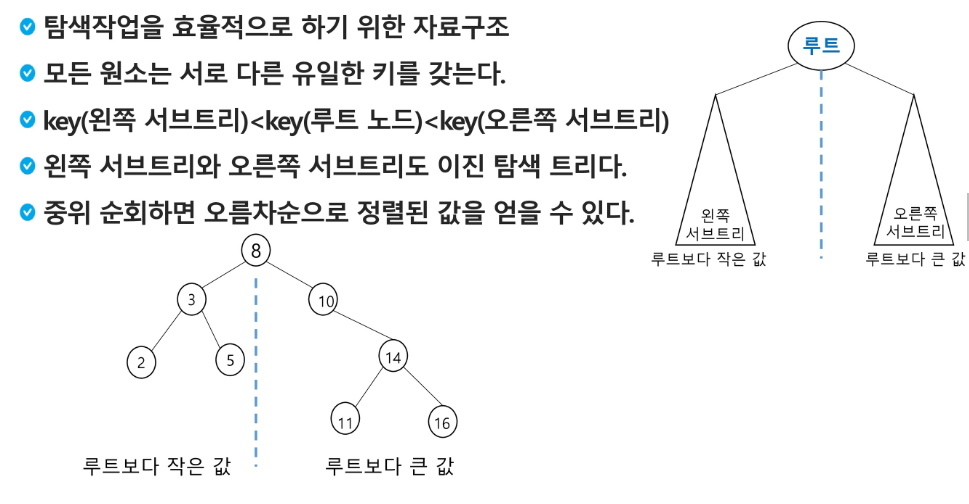 탐색작업을 효율적으로 하기 위한 자료구조
모든 원소는 서로 다른 유일한 키를 갖는다.
key(왼쪽 서브트리)<key(루트 노드)<key(오른쪽 서브트리)
왼쪽 서브트리와 오른쪽 서브트리도 이진 탐색 트리다.
중위 순회하면 오름차순으로 정렬된 값을 얻을 수 있다.
루트
왼쪽
서브트리
오른쪽
서브트리
루트보다 작은 값
루트보다 큰 값
8
3
10
2
5
14
11
16
루트보다 작은 값
루트보다 큰 값